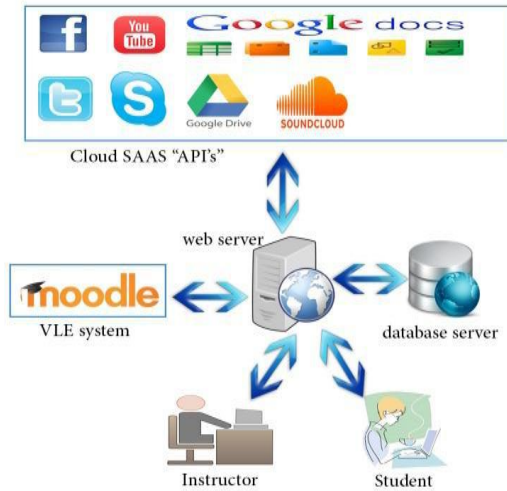 Google docs
You
Tube
Google Drive
SOUNDCLOUD
Cloud SAAS “API's”
web server
moodle
VLE system
database server
Instructor
Student